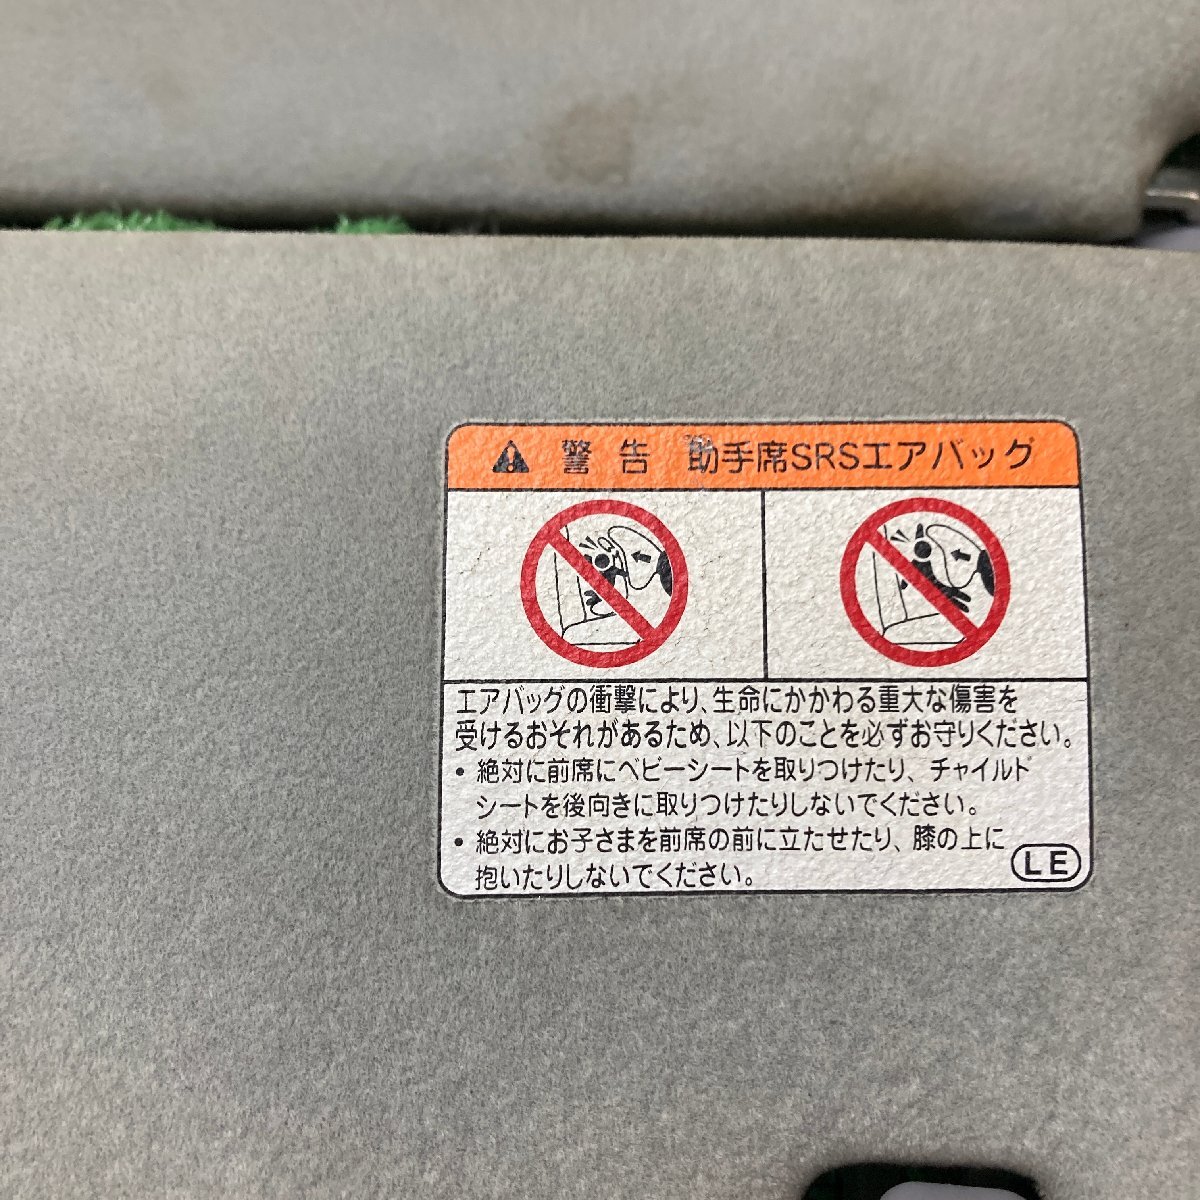 警告 助手席SRSエアバッグ
エアバッグの衝撃により、生命にかかわる重大な傷害を
受けるおそれがあるため、以下のことを必ずお守りください。
• 絶対に前席にベビーシートを取りつけたり、チャイルド
シートを後向きに取りつけたりしないでください。
• 絶対にお子さまを前席の前に立たせたり、膝の上に
抱いたりしないでください。
LE